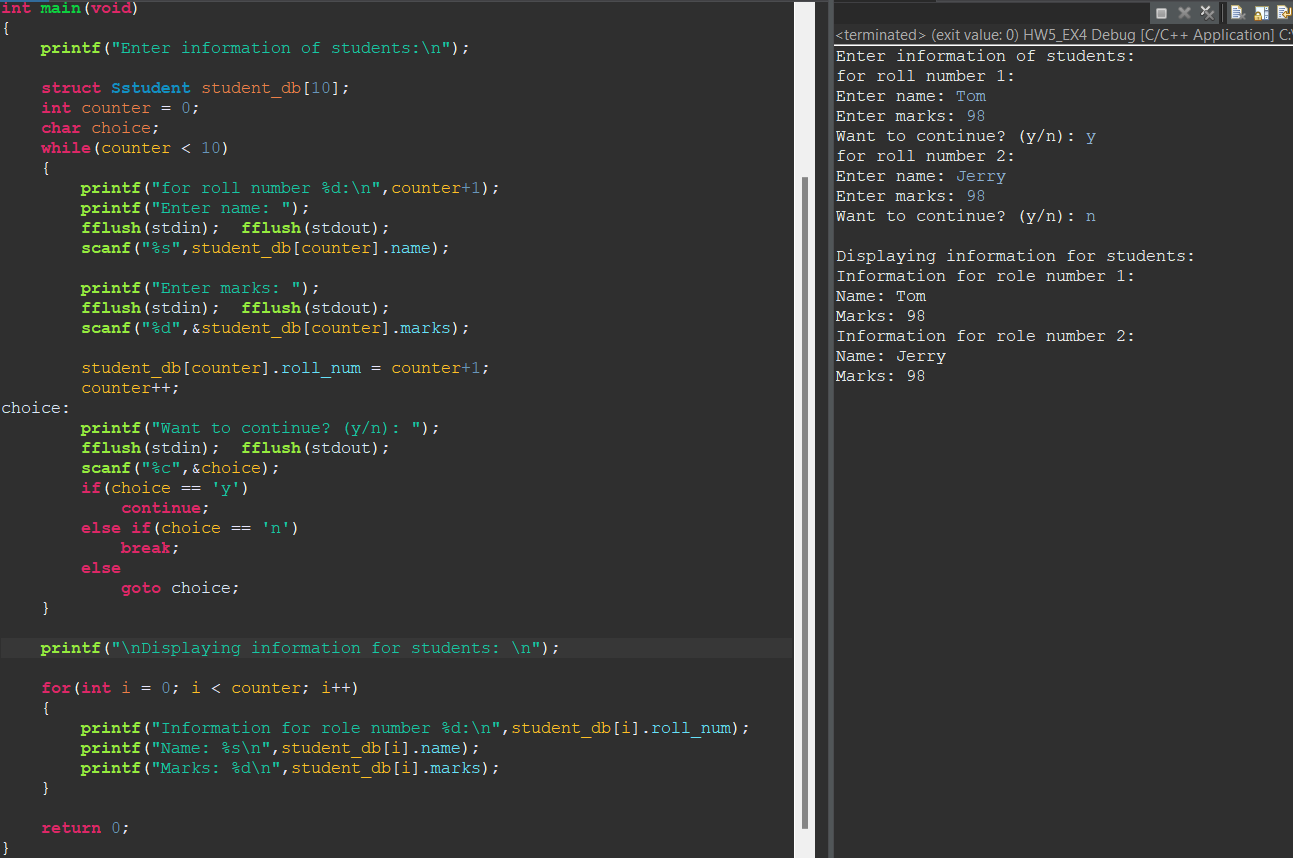 int main(void)
{
    printf("Enter information of students:\n");

    struct Sstudent student_db[10];
    int counter = 0;
    char choice;
    while(counter < 10)
    {
        printf("for roll number %d:\n",counter+1);
        printf("Enter name: ");
        fflush(stdin);  fflush(stdout);
        scanf("%s",student_db[counter].name);

        printf("Enter marks: ");
        fflush(stdin);  fflush(stdout);
        scanf("%d",&student_db[counter].marks);

        student_db[counter].roll_num = counter+1;
        counter++;
choice:
        printf("Want to continue? (y/n): ");
        fflush(stdin);  fflush(stdout);
        scanf("%c",&choice);
        if(choice == 'y')
            continue;
        else if(choice == 'n')
            break;
        else
            goto choice;
    }

    printf("\nDisplaying information for students: \n");

    for(int i = 0; i < counter; i++)
    {
        printf("Information for role number %d:\n",student_db[i].roll_num);
        printf("Name: %s\n",student_db[i].name);
        printf("Marks: %d\n",student_db[i].marks);
    }

    return 0;
}
<terminated> (exit value: 0) HW5_EX4 Debug [C/C++ Application] C:\
Enter information of students:
for roll number 1:
Enter name: Tom
Enter marks: 98
Want to continue? (y/n): y
for roll number 2:
Enter name: Jerry
Enter marks: 98
Want to continue? (y/n): n

Displaying information for students:
Information for role number 1:
Name: Tom
Marks: 98
Information for role number 2:
Name: Jerry
Marks: 98